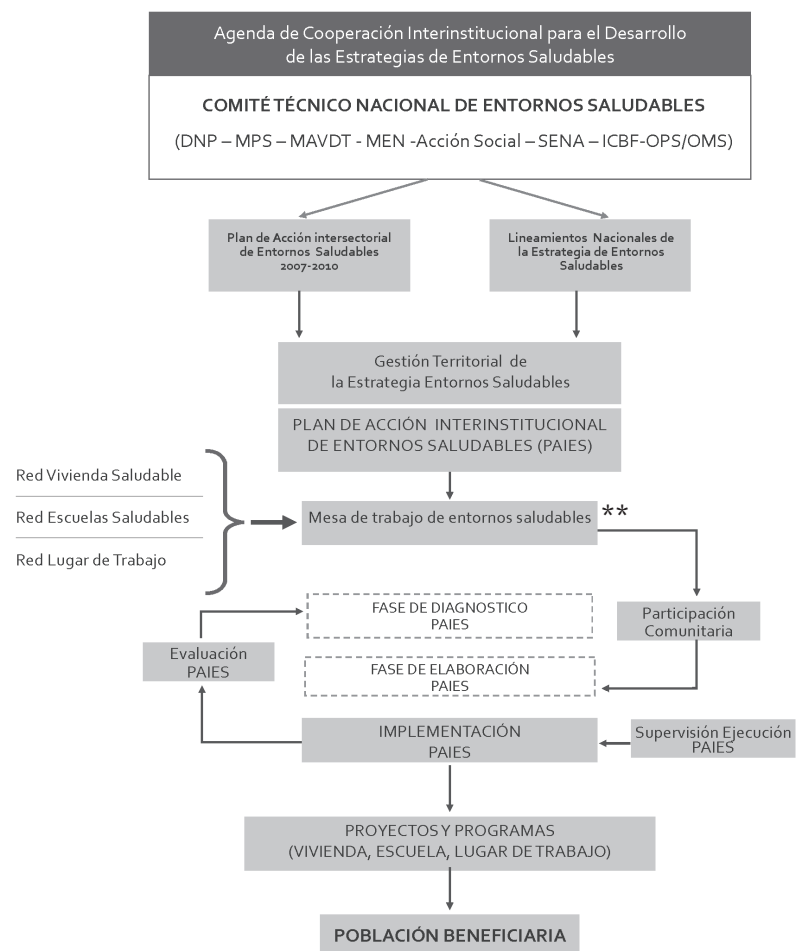 Agenda de Cooperación Interinstitucional para el Desarrollo
de las Estrategias de Entornos Saludables
COMITÉ TÉCNICO NACIONAL DE ENTORNOS SALUDABLES
(DNP – MPS – MAVDT - MEN -Acción Social – SENA – ICBF-OPS/OMS)
Plan de Acción intersectorial
de Entornos Saludables
2007-2010
Lineamientos Nacionales de
la Estrategia de Entornos
Saludables
Gestión Territorial de
la Estrategia Entornos Saludables
PLAN DE ACCIÓN INTERINSTITUCIONAL
DE ENTORNOS SALUDABLES (PAIES)
Red Vivienda Saludable
Red Escuelas Saludables
Red Lugar de Trabajo
Mesa de trabajo de entornos saludables **
FASE DE DIAGNOSTICO
PAIES
Participación
Comunitaria
Evaluación
PAIES
FASE DE ELABORACIÓN
PAIES
IMPLEMENTACIÓN
PAIES
Supervisión Ejecución
PAIES
PROYECTOS Y PROGRAMAS
(VIVIENDA, ESCUELA, LUGAR DE TRABAJO)
POBLACIÓN BENEFICIARIA